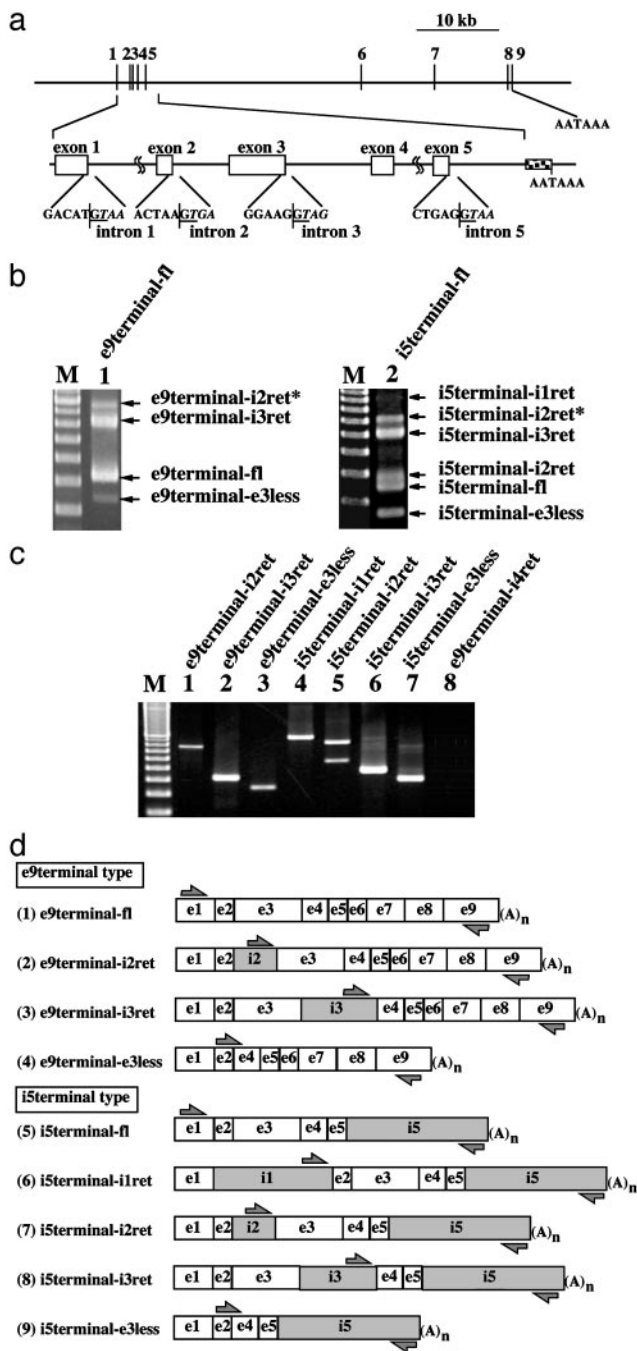 a
10 kb
1 2345 6 7 8 9
AATAAA
exon 1 exon 2 exon 3 exon 4 exon 5
AATAAA
GACATGTAA ACTAAGTGA GGAAGGTAG CTGAGGTAA
intron 1 intron 2 intron 3 intron 5
b
e9terminal-fl
M 1
e9terminal-i2ret*
e9terminal-i3ret
e9terminal-fl
e9terminal-e3less
i5terminal-fl
M 2
i5terminal-i1ret
i5terminal-i2ret*
i5terminal-i3ret
i5terminal-i2ret
i5terminal-fl
i5terminal-e3less
c
e9terminal-i2ret
e9terminal-i3ret
e9terminal-e3less
i5terminal-i1ret
i5terminal-i2ret
i5terminal-i3ret
i5terminal-e3less
e9terminal-i4ret
M 1 2 3 4 5 6 7 8
d
e9terminal type
(1) e9terminal-fl e1 e2 e3 e4 e5 e6 e7 e8 e9 (A)n
(2) e9terminal-i2ret e1 e2 i2 e3 e4 e5 e6 e7 e8 e9 (A)n
(3) e9terminal-i3ret e1 e2 e3 i3 e4 e5 e6 e7 e8 e9 (A)n
(4) e9terminal-e3less e1 e2 e4 e5 e6 e7 e8 e9 (A)n
i5terminal type
(5) i5terminal-fl e1 e2 e3 e4 e5 i5 (A)n
(6) i5terminal-i1ret e1 i1 e2 e3 e4 e5 i5 (A)n
(7) i5terminal-i2ret e1 e2 i2 e3 e4 e5 i5 (A)n
(8) i5terminal-i3ret e1 e2 e3 i3 e4 e5 i5 (A)n
(9) i5terminal-e3less e1 e2 e4 e5 i5 (A)n